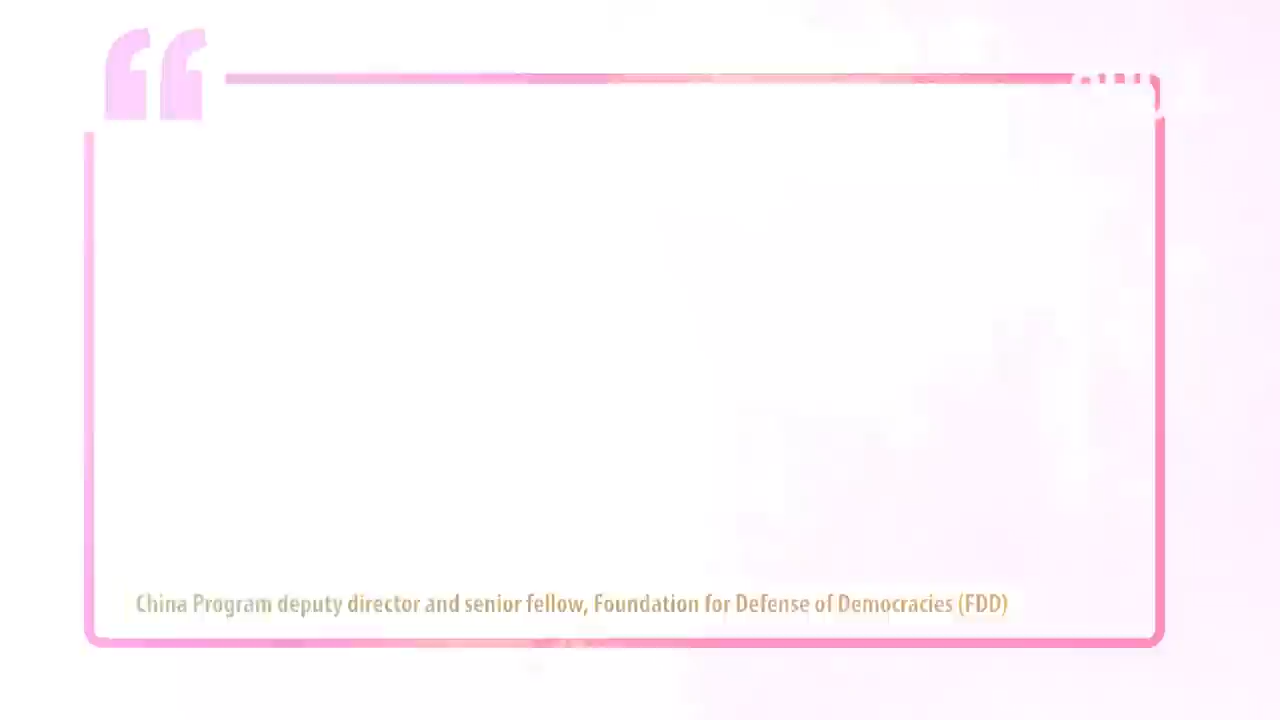 China Program deputy director and senior fellow, Foundation for Defense of Democracies (FDD)